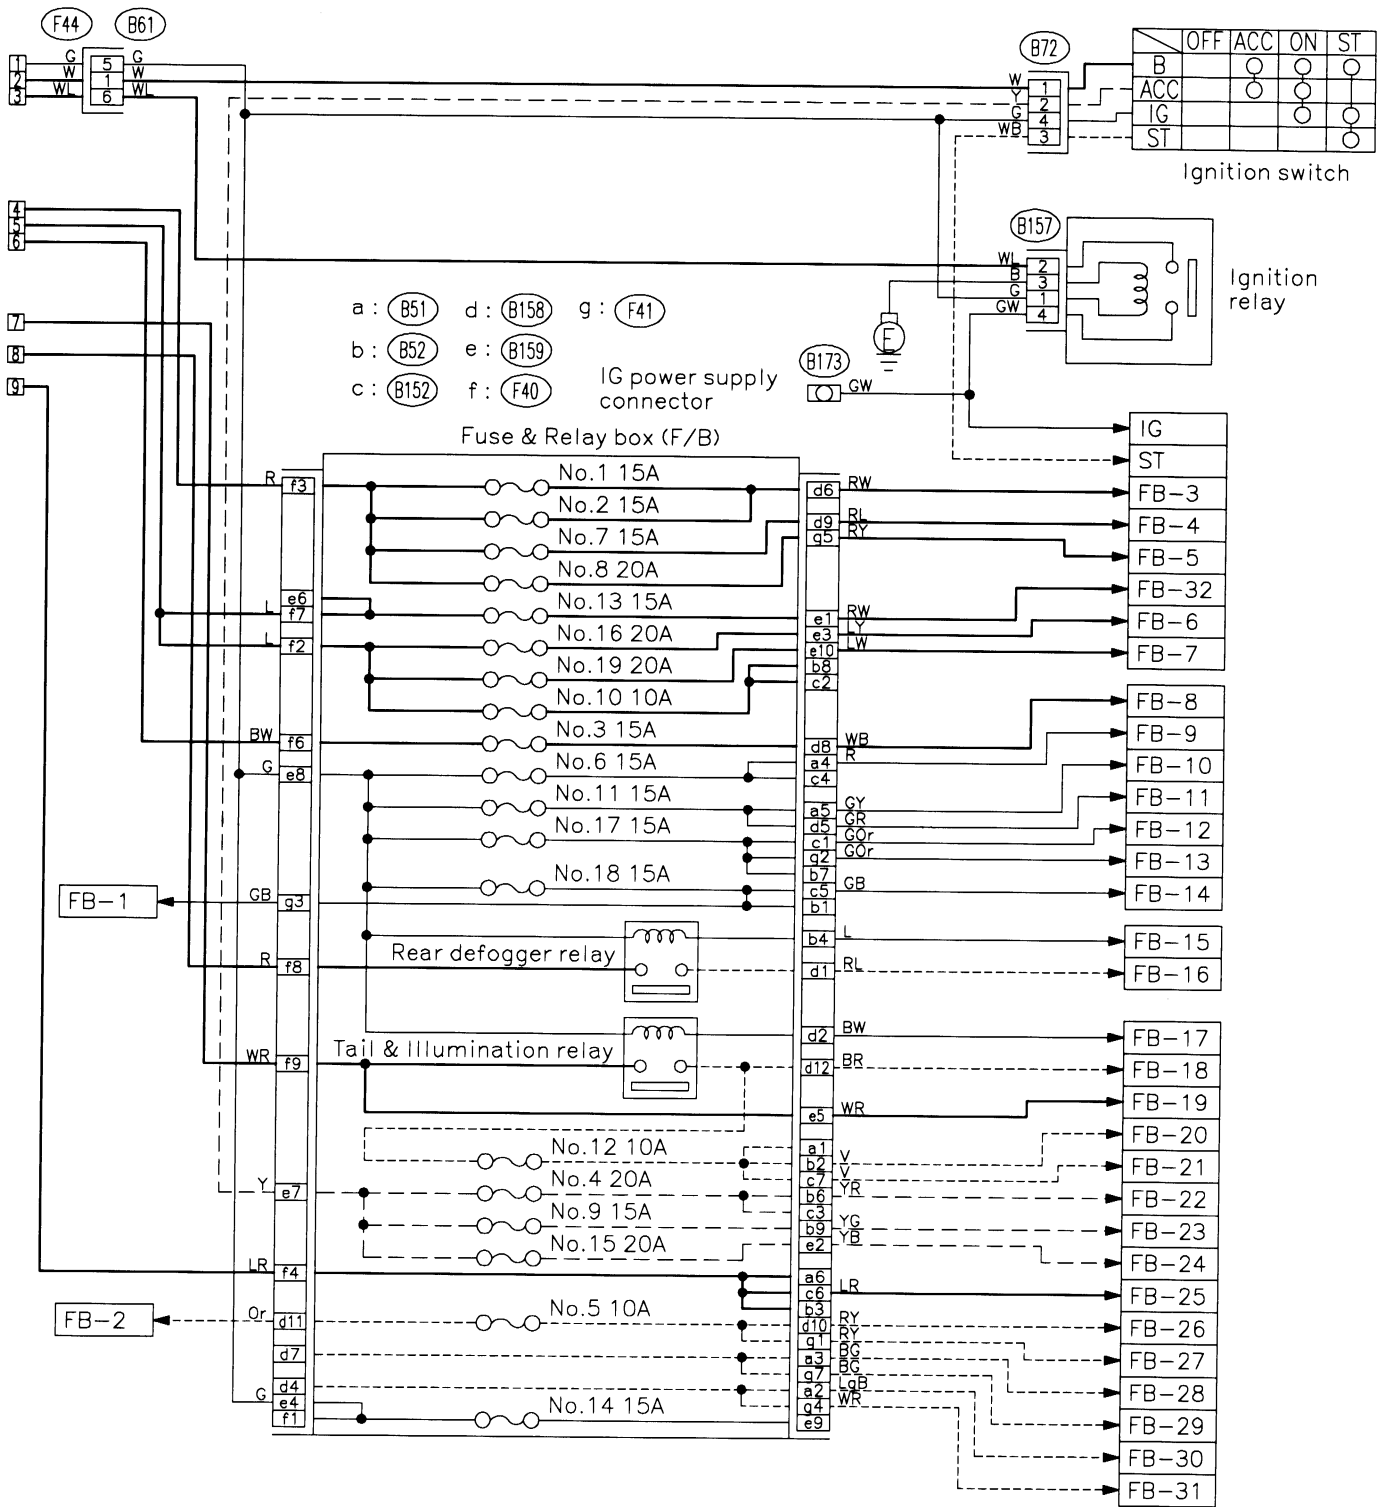 F44 B61
1 G 5 G
2 W 1 W
3 WL 6 WL
B72
W 1
Y 2
G 4
WB 3
OFF ACC ON ST
B
ACC
IG
ST
Ignition switch
4
5
6
7
8
9
B157
WL 2
B 3
G 1
GW 4
Ignition
relay
E
a : B51 d : B158 g : F41
b : B52 e : B159
c : B152 f : F40
IG power supply
connector
B173
GW
Fuse & Relay box (F/B)
IG
ST
R f3 No.1 15A d6 RW FB-3
No.2 15A d9 RL FB-4
No.7 15A g5 RY FB-5
No.8 20A FB-32
e6
L f7 No.13 15A e1 RW
No.16 20A e3 LY FB-6
L f2 e10 LW FB-7
No.19 20A b8
No.10 10A c2
BW f6 No.3 15A d8 WB FB-8
G e8 No.6 15A a4 R FB-9
c4
No.11 15A a5 GY FB-10
d5 GR FB-11
No.17 15A c1 GOr FB-12
g2 GOr FB-13
b7
No.18 15A c5 GB FB-14
FB-1 GB g3 b1
b4 L FB-15
Rear defogger relay
R f8 d1 RL FB-16
d2 BW FB-17
Tail & Illumination relay
WR f9 d12 BR FB-18
e5 WR FB-19
No.12 10A a1
b2 V FB-20
c7 V FB-21
Y e7 No.4 20A b6 YR FB-22
c3
No.9 15A b9 YG FB-23
No.15 20A e2 YB FB-24
LR f4 a6
c6 LR FB-25
b3
FB-2 Or d11 No.5 10A d10 RY FB-26
g1 RY FB-27
d7 a3 BG FB-28
g7 BG FB-29
d4 a2 LgB FB-30
G e4 g4 WR FB-31
f1 No.14 15A e9